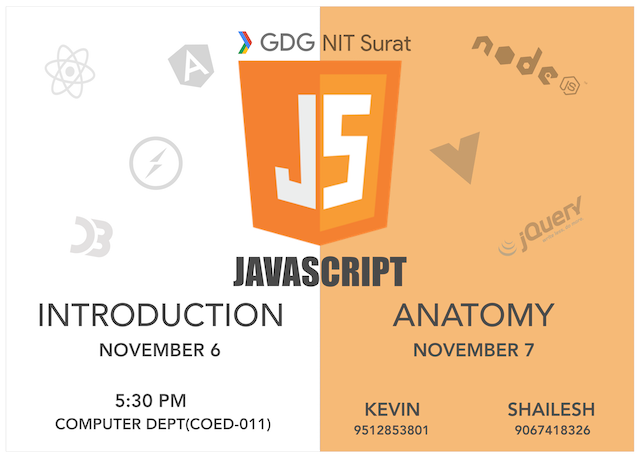 GDG NIT Surat
node
JS
JS
jQuery
D3
JAVASCRIPT
INTRODUCTION
NOVEMBER 6
5:30 PM
COMPUTER DEPT(COED-011)
ANATOMY
NOVEMBER 7
KEVIN
9512853801
SHAILESH
9067418326